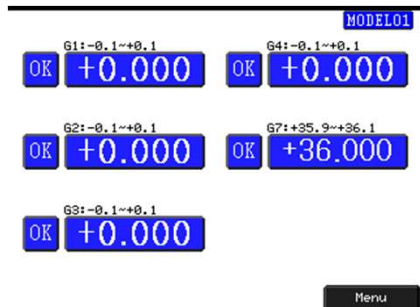 MODEL01
G1:-0.1~+0.1
OK +0.000
G4:-0.1~+0.1
OK +0.000
G2:-0.1~+0.1
OK +0.000
G7:+35.9~+36.1
OK +36.000
G3:-0.1~+0.1
OK +0.000
Menu